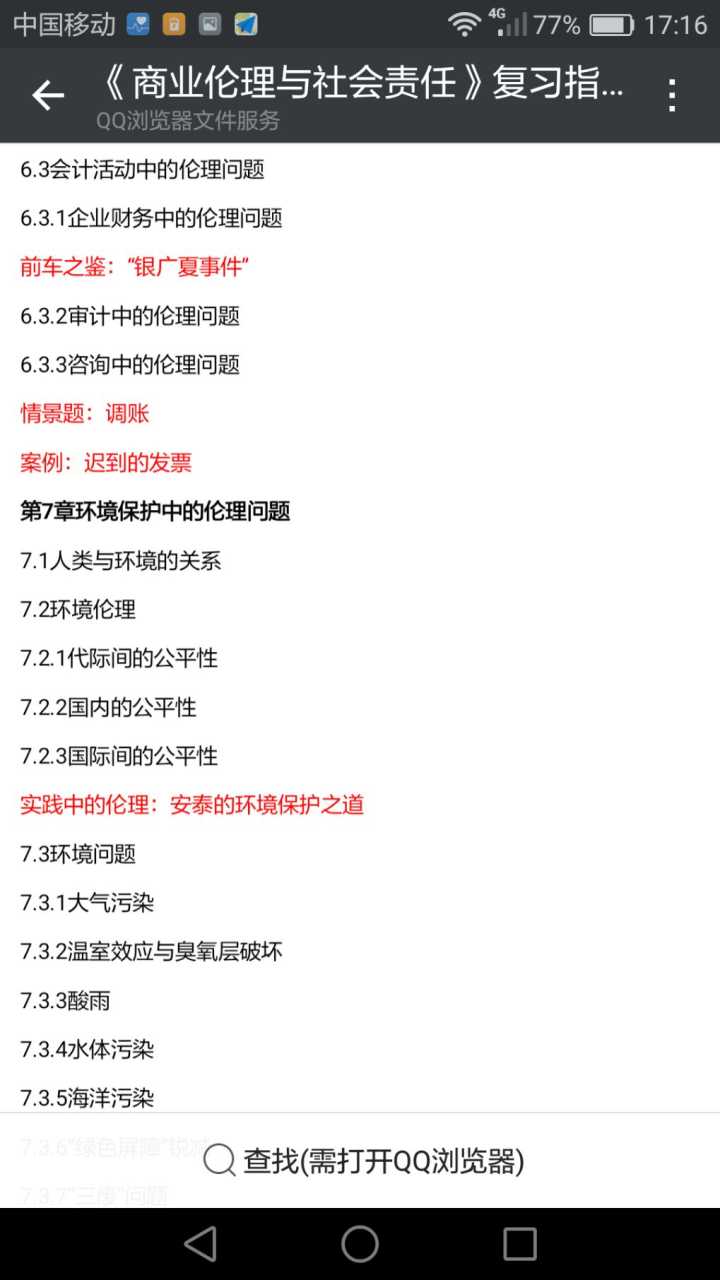 中国移动 4G 77% 17:16
《商业伦理与社会责任》复习指...
QQ浏览器文件服务
6.3会计活动中的伦理问题
6.3.1企业财务中的伦理问题
前车之鉴：“银广夏事件”
6.3.2审计中的伦理问题
6.3.3咨询中的伦理问题
情景题：调账
案例：迟到的发票
第7章环境保护中的伦理问题
7.1人类与环境的关系
7.2环境伦理
7.2.1代际间的公平性
7.2.2国内的公平性
7.2.3国际间的公平性
实践中的伦理：安泰的环境保护之道
7.3环境问题
7.3.1大气污染
7.3.2温室效应与臭氧层破坏
7.3.3酸雨
7.3.4水体污染
7.3.5海洋污染
7.3.6“绿色屏障”锐减
查找(需打开QQ浏览器)
7.3.7“三废”问题